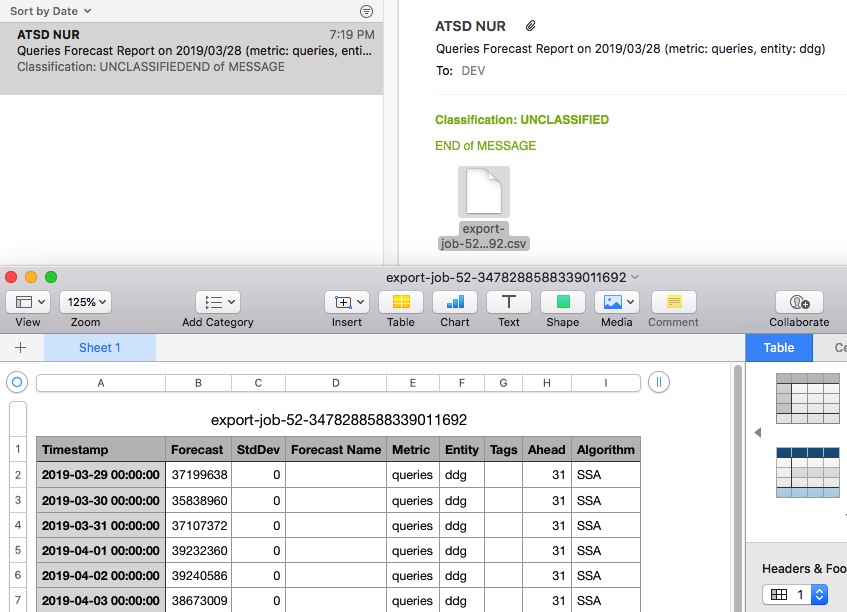 Sort by Date
ATSD NUR 7:19 PM
Queries Forecast Report on 2019/03/28 (metric: queries, enti...
Classification: UNCLASSIFIEDEND of MESSAGE
ATSD NUR
Queries Forecast Report on 2019/03/28 (metric: queries, entity: ddg)
To: DEV
Classification: UNCLASSIFIED
END of MESSAGE
export-
job-52...92.csv
export-job-52-3478288588339011692
125%
View Zoom Add Category Insert Table Chart Text Shape Media Comment Collaborate
Sheet 1 Table Ce
A B C D E F G H I
export-job-52-3478288588339011692
1 Timestamp Forecast StdDev Forecast Name Metric Entity Tags Ahead Algorithm
2 2019-03-29 00:00:00 37199638 0 queries ddg 31 SSA
3 2019-03-30 00:00:00 35838960 0 queries ddg 31 SSA
4 2019-03-31 00:00:00 37107372 0 queries ddg 31 SSA
5 2019-04-01 00:00:00 39232360 0 queries ddg 31 SSA
6 2019-04-02 00:00:00 39240586 0 queries ddg 31 SSA
7 2019-04-03 00:00:00 38673009 0 queries ddg 31 SSA
Headers & Foo
1